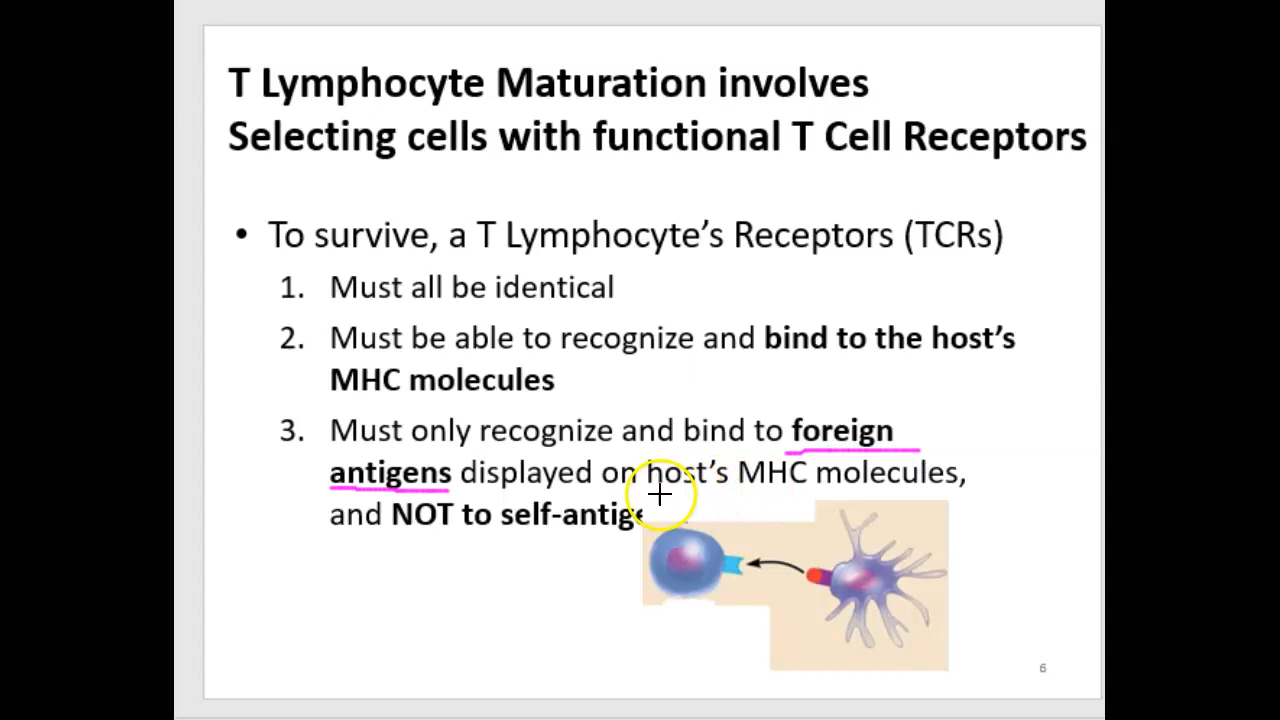 T Lymphocyte Maturation involves
Selecting cells with functional T Cell Receptors
• To survive, a T Lymphocyte's Receptors (TCRs)
1. Must all be identical
2. Must be able to recognize and bind to the host's
MHC molecules
3. Must only recognize and bind to foreign
antigens displayed on host's MHC molecules,
and NOT to
6